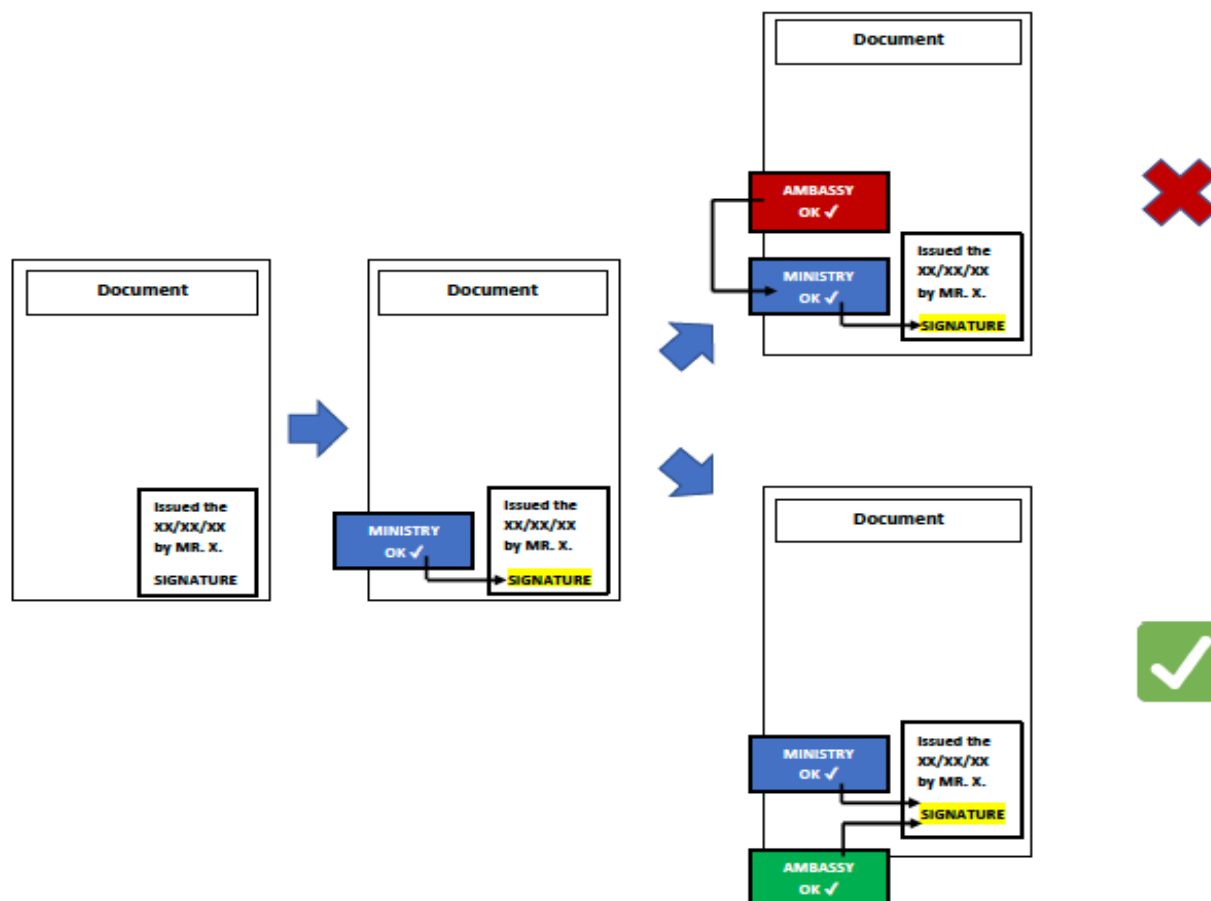 Document
Issued the
XX/XX/XX
by MR. X.
SIGNATURE
Document
MINISTRY
OK ✓
Issued the
XX/XX/XX
by MR. X.
SIGNATURE
Document
AMBASSY
OK ✓
MINISTRY
OK ✓
Issued the
XX/XX/XX
by MR. X.
SIGNATURE
Document
MINISTRY
OK ✓
Issued the
XX/XX/XX
by MR. X.
SIGNATURE
AMBASSY
OK ✓